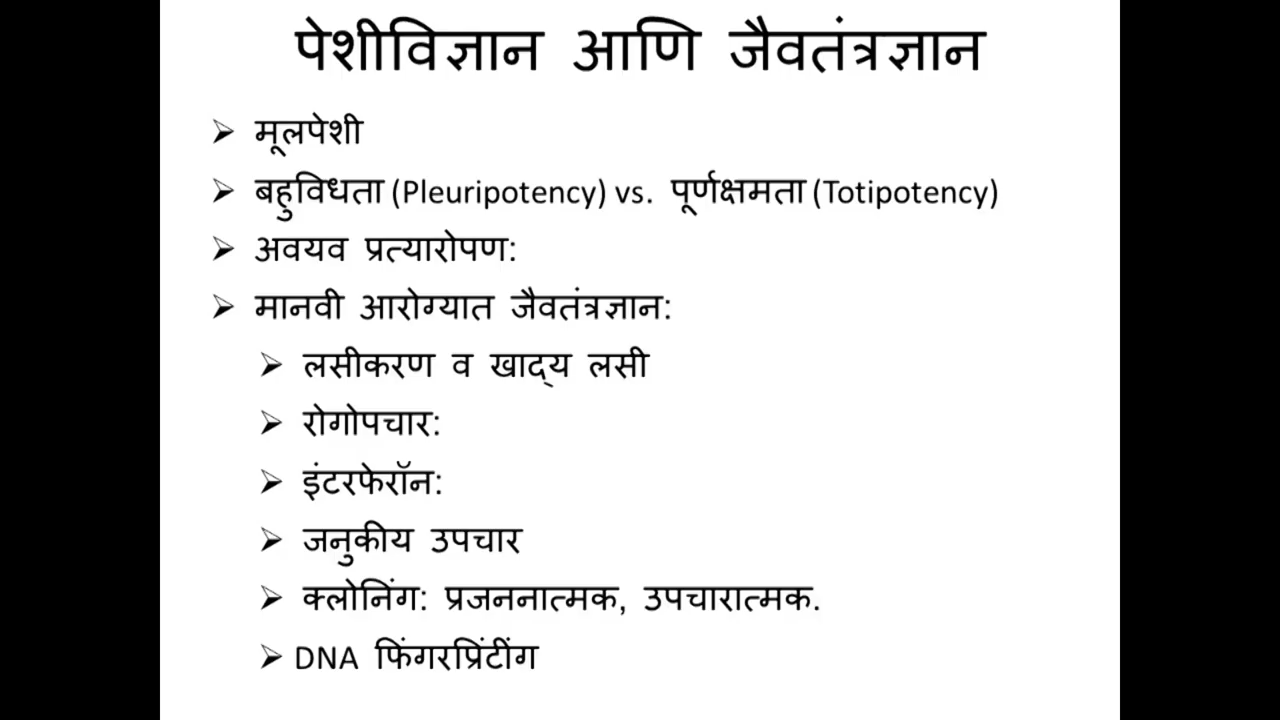 पेशीविज्ञान आणि जैवतंत्रज्ञान
➢ मूलपेशी
➢ बहुविधता (Pleuripotency) vs. पूर्णक्षमता (Totipotency)
➢ अवयव प्रत्यारोपण:
➢ मानवी आरोग्यात जैवतंत्रज्ञान:
➢ लसीकरण व खाद्‌य लसी
➢ रोगोपचार:
➢ इंटरफेरॉन:
➢ जनुकीय उपचार
➢ क्लोनिंग: प्रजननात्मक, उपचारात्मक.
➢ DNA फिंगरप्रिंटींग